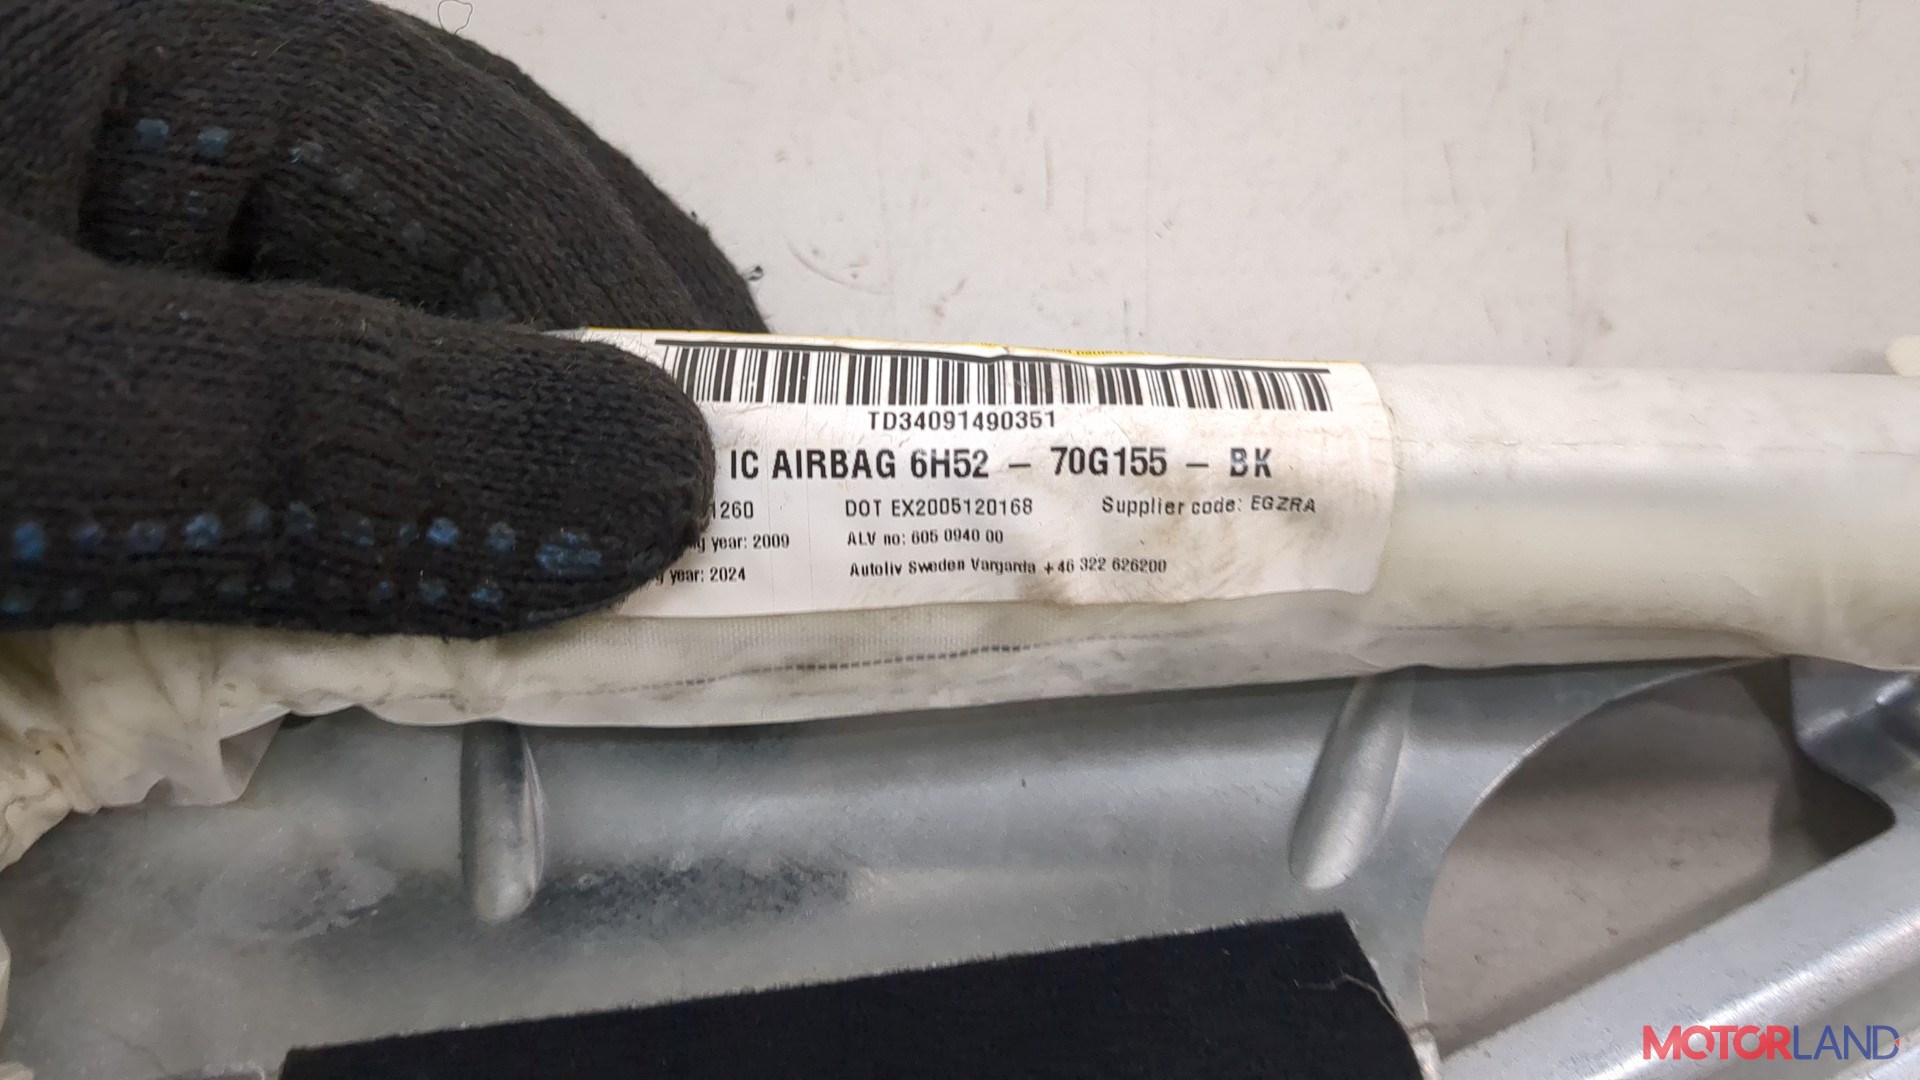 TD34091490351
IC AIRBAG 6H52 – 70G155 – BK
1260 DOT EX2005120168 Supplier code: EGZRA
year: 2009 ALV no: 605 0940 00
year: 2024 Autoliv Sweden Vargarda +46 322 626200
MOTORLAND